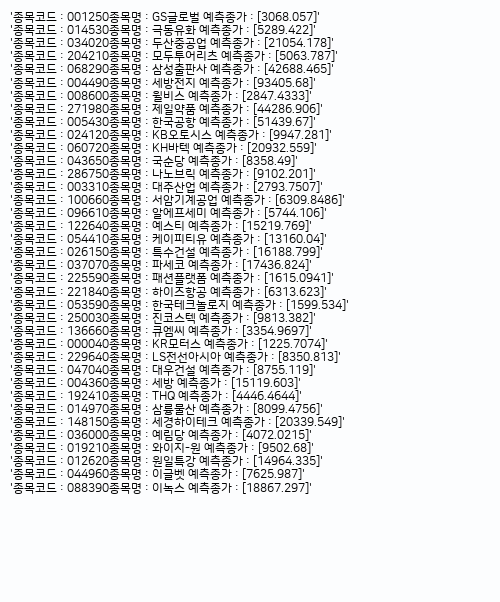 '종목코드 : 001250종목명 : GS글로벌 예측종가 : [3068.057]'
'종목코드 : 014530종목명 : 극동유화 예측종가 : [5289.422]'
'종목코드 : 034020종목명 : 두산중공업 예측종가 : [21054.178]'
'종목코드 : 204210종목명 : 모두투어리츠 예측종가 : [5063.787]'
'종목코드 : 068290종목명 : 삼성출판사 예측종가 : [42688.465]'
'종목코드 : 004490종목명 : 세방전지 예측종가 : [93405.68]'
'종목코드 : 008600종목명 : 윌비스 예측종가 : [2847.4333]'
'종목코드 : 271980종목명 : 제일약품 예측종가 : [44286.906]'
'종목코드 : 005430종목명 : 한국공항 예측종가 : [51439.67]'
'종목코드 : 024120종목명 : KB오토시스 예측종가 : [9947.281]'
'종목코드 : 060720종목명 : KH바텍 예측종가 : [20932.559]'
'종목코드 : 043650종목명 : 국순당 예측종가 : [8358.49]'
'종목코드 : 286750종목명 : 나노브릭 예측종가 : [9102.201]'
'종목코드 : 003310종목명 : 대주산업 예측종가 : [2793.7507]'
'종목코드 : 100660종목명 : 서암기계공업 예측종가 : [6309.8486]'
'종목코드 : 096610종목명 : 알에프세미 예측종가 : [5744.106]'
'종목코드 : 122640종목명 : 예스티 예측종가 : [15219.769]'
'종목코드 : 054410종목명 : 케이피티유 예측종가 : [13160.04]'
'종목코드 : 026150종목명 : 특수건설 예측종가 : [16188.799]'
'종목코드 : 037070종목명 : 파세코 예측종가 : [17436.824]'
'종목코드 : 225590종목명 : 패션플랫폼 예측종가 : [1615.0941]'
'종목코드 : 221840종목명 : 하이즈항공 예측종가 : [6313.623]'
'종목코드 : 053590종목명 : 한국테크놀로지 예측종가 : [1599.534]'
'종목코드 : 250030종목명 : 진코스텍 예측종가 : [9813.382]'
'종목코드 : 136660종목명 : 큐엠씨 예측종가 : [3354.9697]'
'종목코드 : 000040종목명 : KR모터스 예측종가 : [1225.7074]'
'종목코드 : 229640종목명 : LS전선아시아 예측종가 : [8350.813]'
'종목코드 : 047040종목명 : 대우건설 예측종가 : [8755.119]'
'종목코드 : 004360종목명 : 세방 예측종가 : [15119.603]'
'종목코드 : 192410종목명 : THQ 예측종가 : [4446.4644]'
'종목코드 : 014970종목명 : 삼륭물산 예측종가 : [8099.4756]'
'종목코드 : 148150종목명 : 세경하이테크 예측종가 : [20339.549]'
'종목코드 : 036000종목명 : 예림당 예측종가 : [4072.0215]'
'종목코드 : 019210종목명 : 와이지-원 예측종가 : [9502.68]'
'종목코드 : 012620종목명 : 원일특강 예측종가 : [14964.335]'
'종목코드 : 044960종목명 : 이글벳 예측종가 : [7625.987]'
'종목코드 : 088390종목명 : 이녹스 예측종가 : [18867.297]'